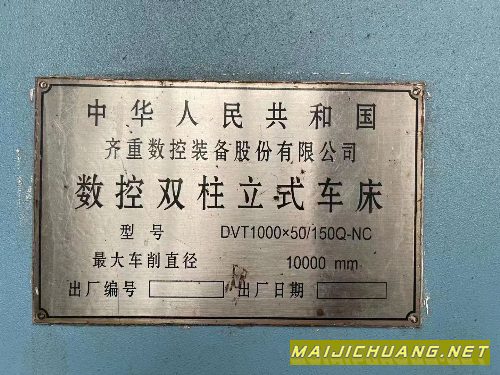 中华人民共和国
齐重数控装备股份有限公司
数控双柱立式车床
型号 DVT1000×50/150Q-NC
最大车削直径 10000 mm
出厂编号 出厂日期
MAIJICHUANG.NET